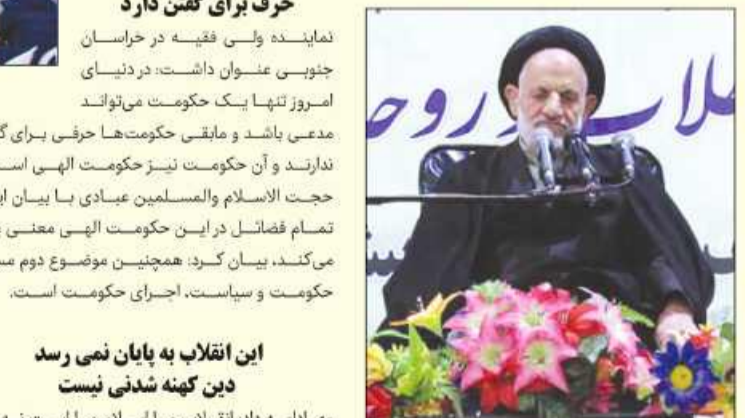 حرف برای گفتن دارد
نماینده ولی فقیه در خراسان
جنوبی عنوان داشت: در دنیای
امروز تنها یک حکومت می‌تواند
مدعی باشد و مابقی حکومت‌ها حرفی برای
ندارند و آن حکومت نیز حکومت الهی
حجت الاسلام والمسلمین عبادی با بیان
تمام فضائل در این حکومت الهی معنی
می‌کند، بیان کرد: همچنین موضوع دوم
حکومت و سیاست، اجرای حکومت است.
این انقلاب به پایان نمی رسد
دین کهنه شدنی نیست